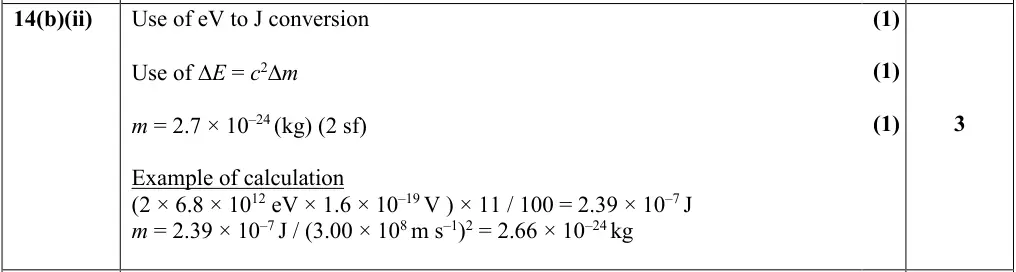 14(b)(ii) Use of eV to J conversion (1)
Use of ΔE = c²Δm (1)
m = 2.7 × 10⁻²⁴ (kg) (2 sf) (1) 3
Example of calculation
(2 × 6.8 × 10¹² eV × 1.6 × 10⁻¹⁹ V ) × 11 / 100 = 2.39 × 10⁻⁷ J
m = 2.39 × 10⁻⁷ J / (3.00 × 10⁸ m s⁻¹)² = 2.66 × 10⁻²⁴ kg